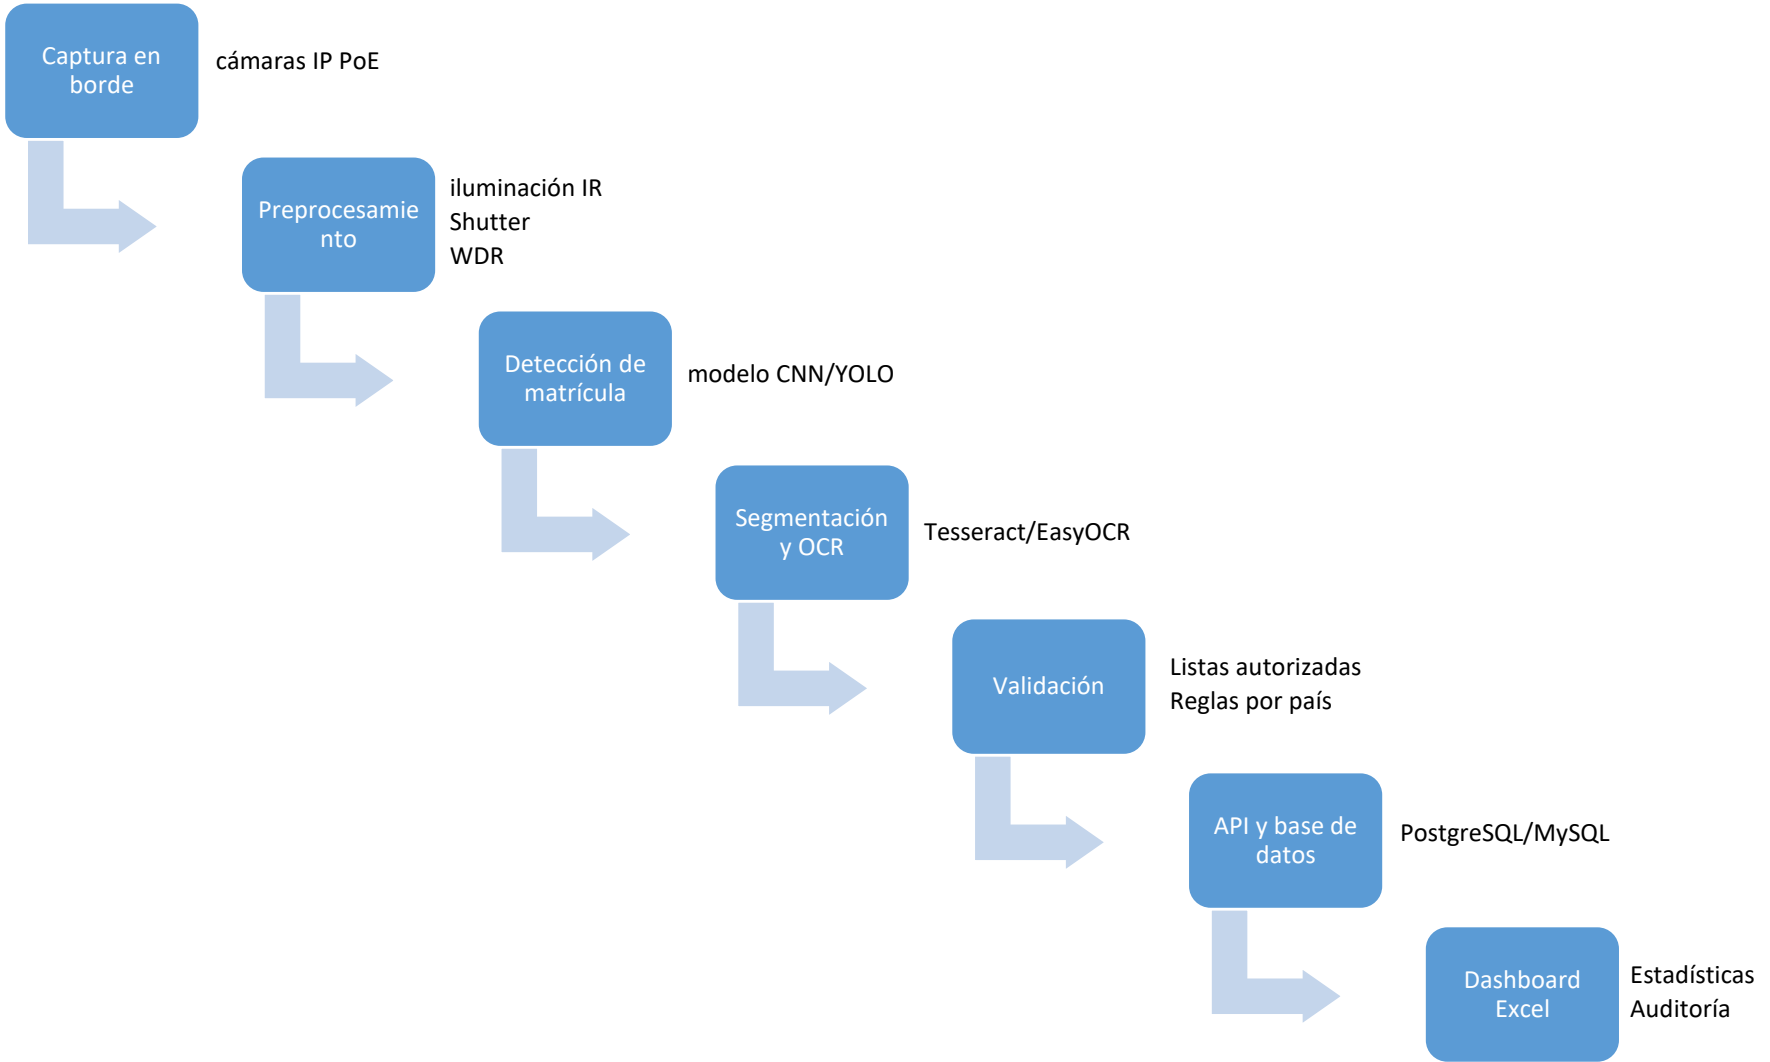 Captura en
borde
cámaras IP PoE
Preprocesamie
nto
iluminación IR
Shutter
WDR
Detección de
matrícula
modelo CNN/YOLO
Segmentación
y OCR
Tesseract/EasyOCR
Validación
Listas autorizadas
Reglas por país
API y base de
datos
PostgreSQL/MySQL
Dashboard
Excel
Estadísticas
Auditoría